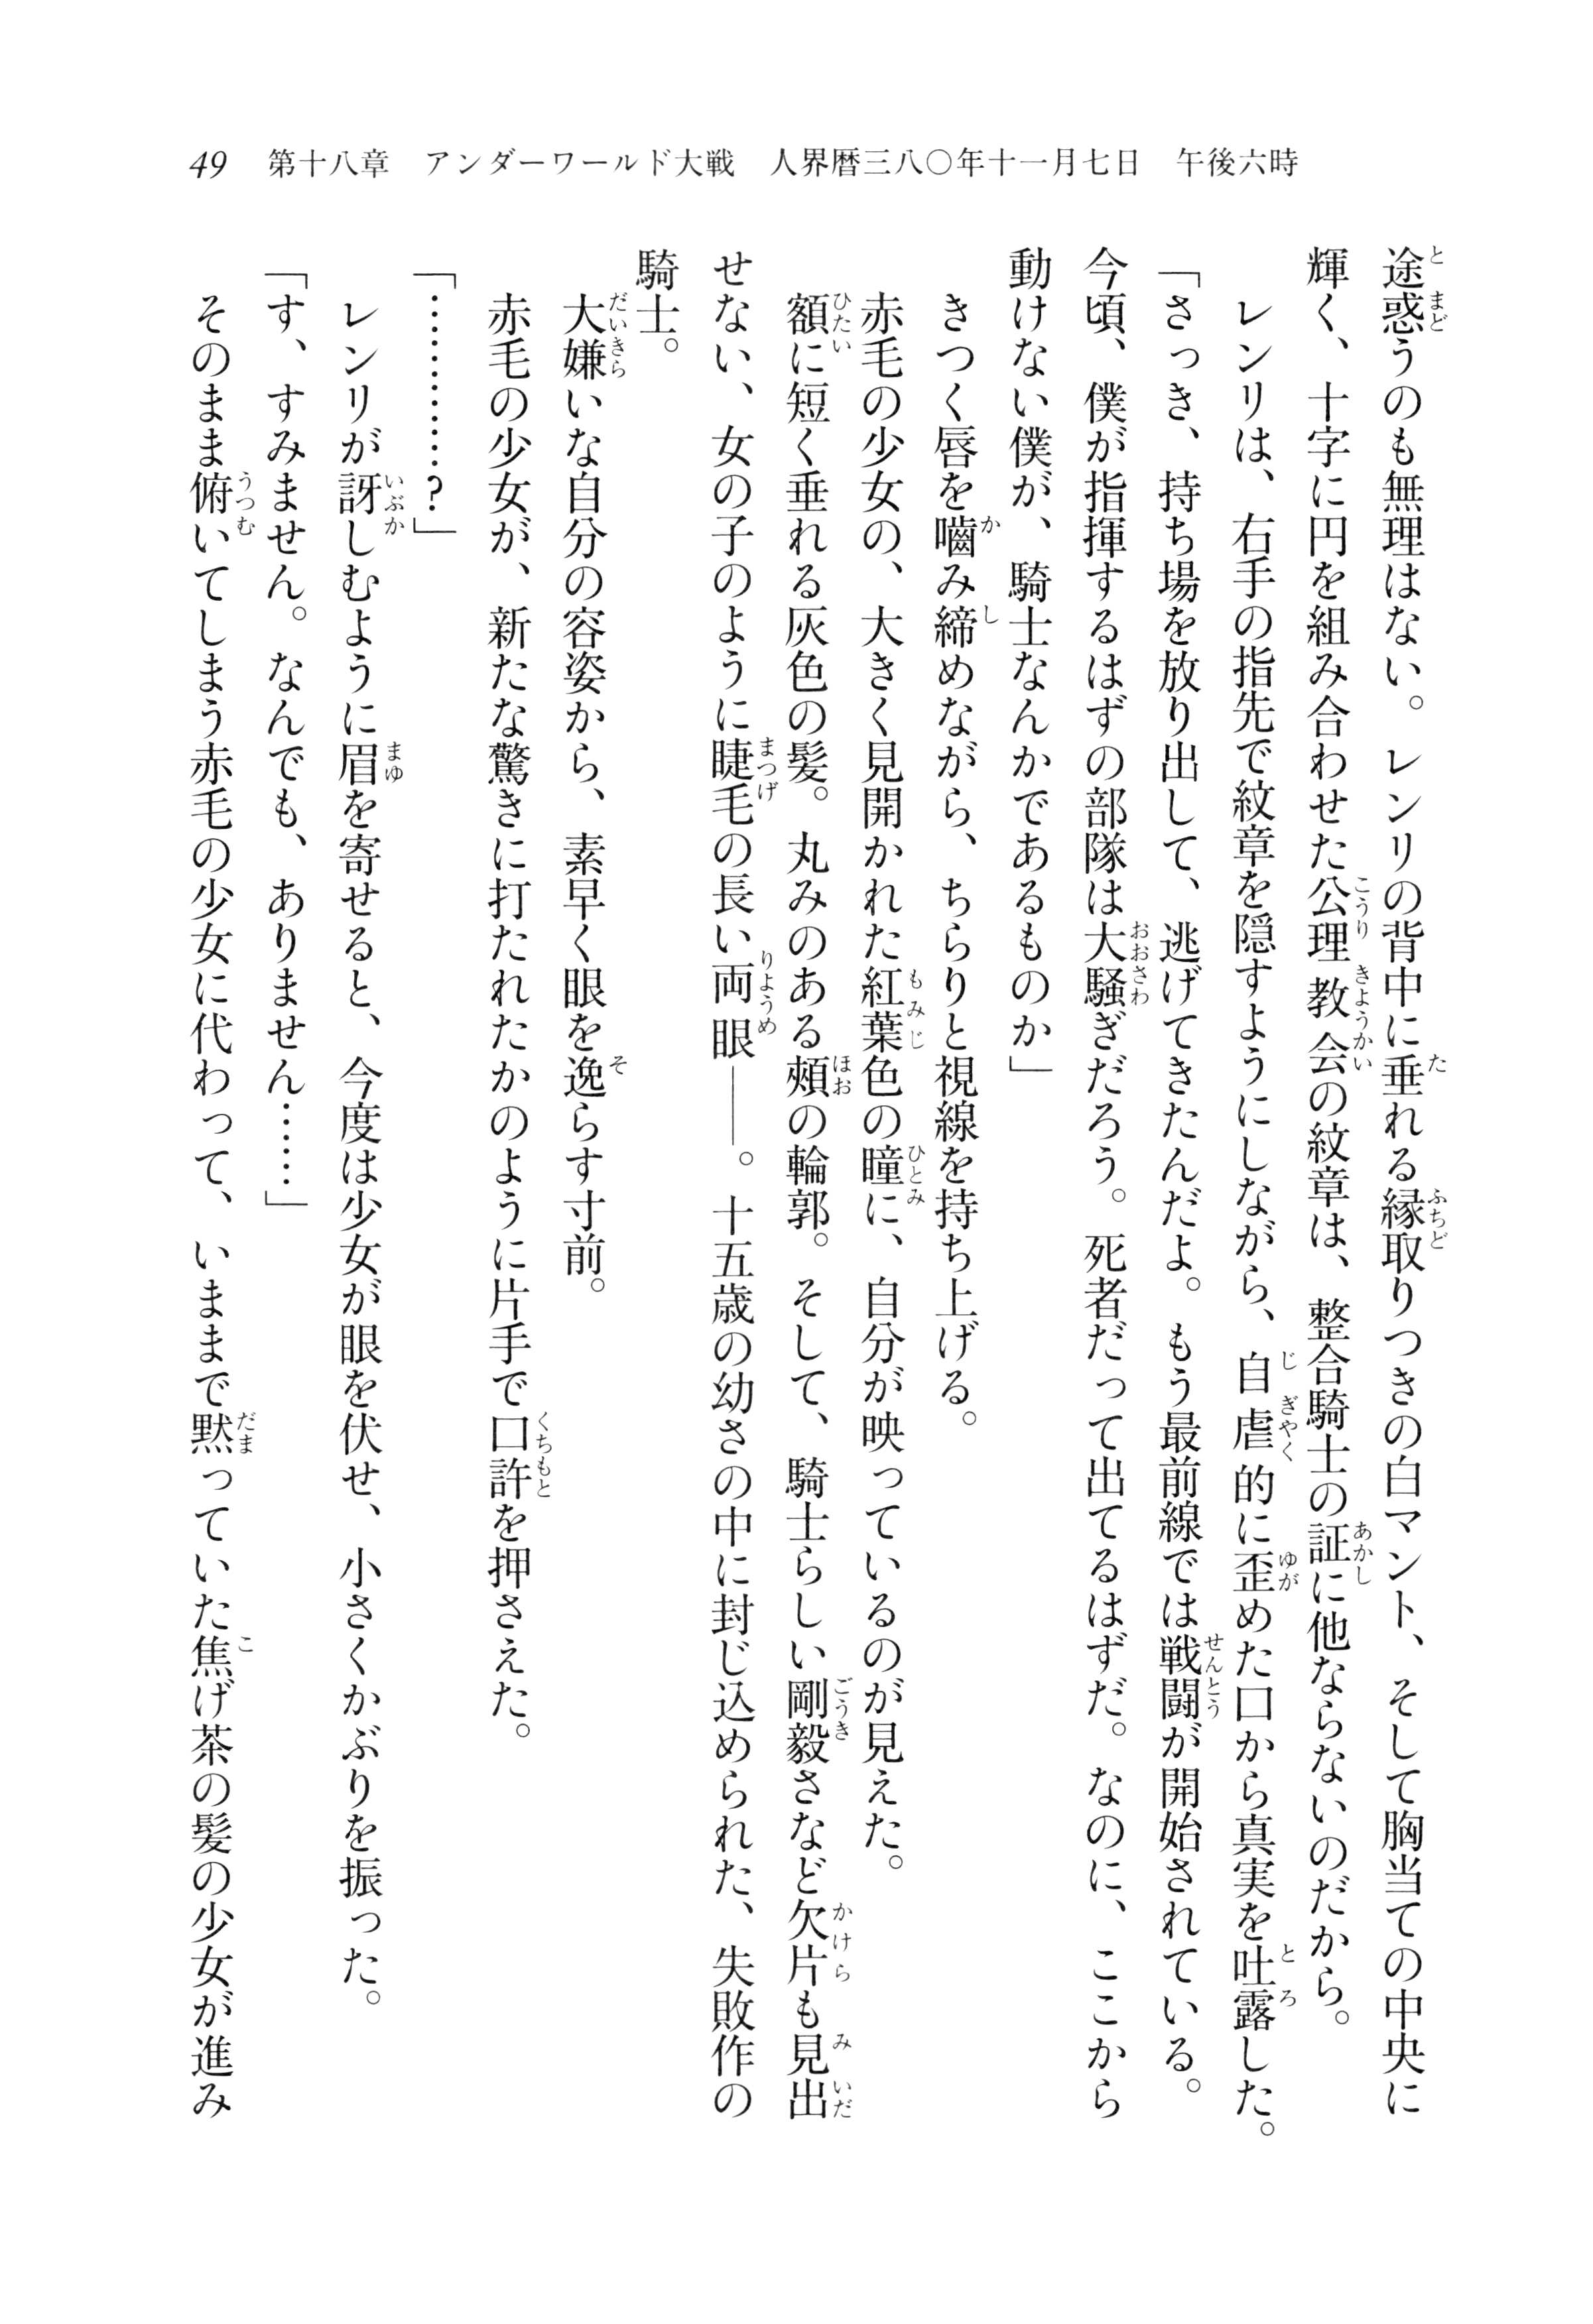 49　第十八章　アンダーワールド大戦　人界暦三八〇年十一月七日　午後六時
途惑うのも無理はない。レンリの背中に垂れる縁取りつきの白マント、そして胸当ての中央に
輝く、十字に円を組み合わせた公理教会の紋章は、整合騎士の証に他ならないのだから。
　レンリは、右手の指先で紋章を隠すようにしながら、自虐的に歪めた口から真実を吐露した。
「さっき、持ち場を放り出して、逃げてきたんだよ。もう最前線では戦闘が開始されている。
今頃、僕が指揮するはずの部隊は大騒ぎだろう。死者だって出てるはずだ。なのに、ここから
動けない僕が、騎士なんかであるものか」
　きつく唇を嚙み締めながら、ちらりと視線を持ち上げる。
　赤毛の少女の、大きく見開かれた紅葉色の瞳に、自分が映っているのが見えた。
　額に短く垂れる灰色の髪。丸みのある頰の輪郭。そして、騎士らしい剛毅さなど欠片も見出
せない、女の子のように睫毛の長い両眼――。十五歳の幼さの中に封じ込められた、失敗作の
騎士。
　大嫌いな自分の容姿から、素早く眼を逸らす寸前。
　赤毛の少女が、新たな驚きに打たれたかのように片手で口許を押さえた。
「…………？」
　レンリが訝しむように眉を寄せると、今度は少女が眼を伏せ、小さくかぶりを振った。
「す、すみません。なんでも、ありません……」
　そのまま俯いてしまう赤毛の少女に代わって、いままで黙っていた焦げ茶の髪の少女が進み